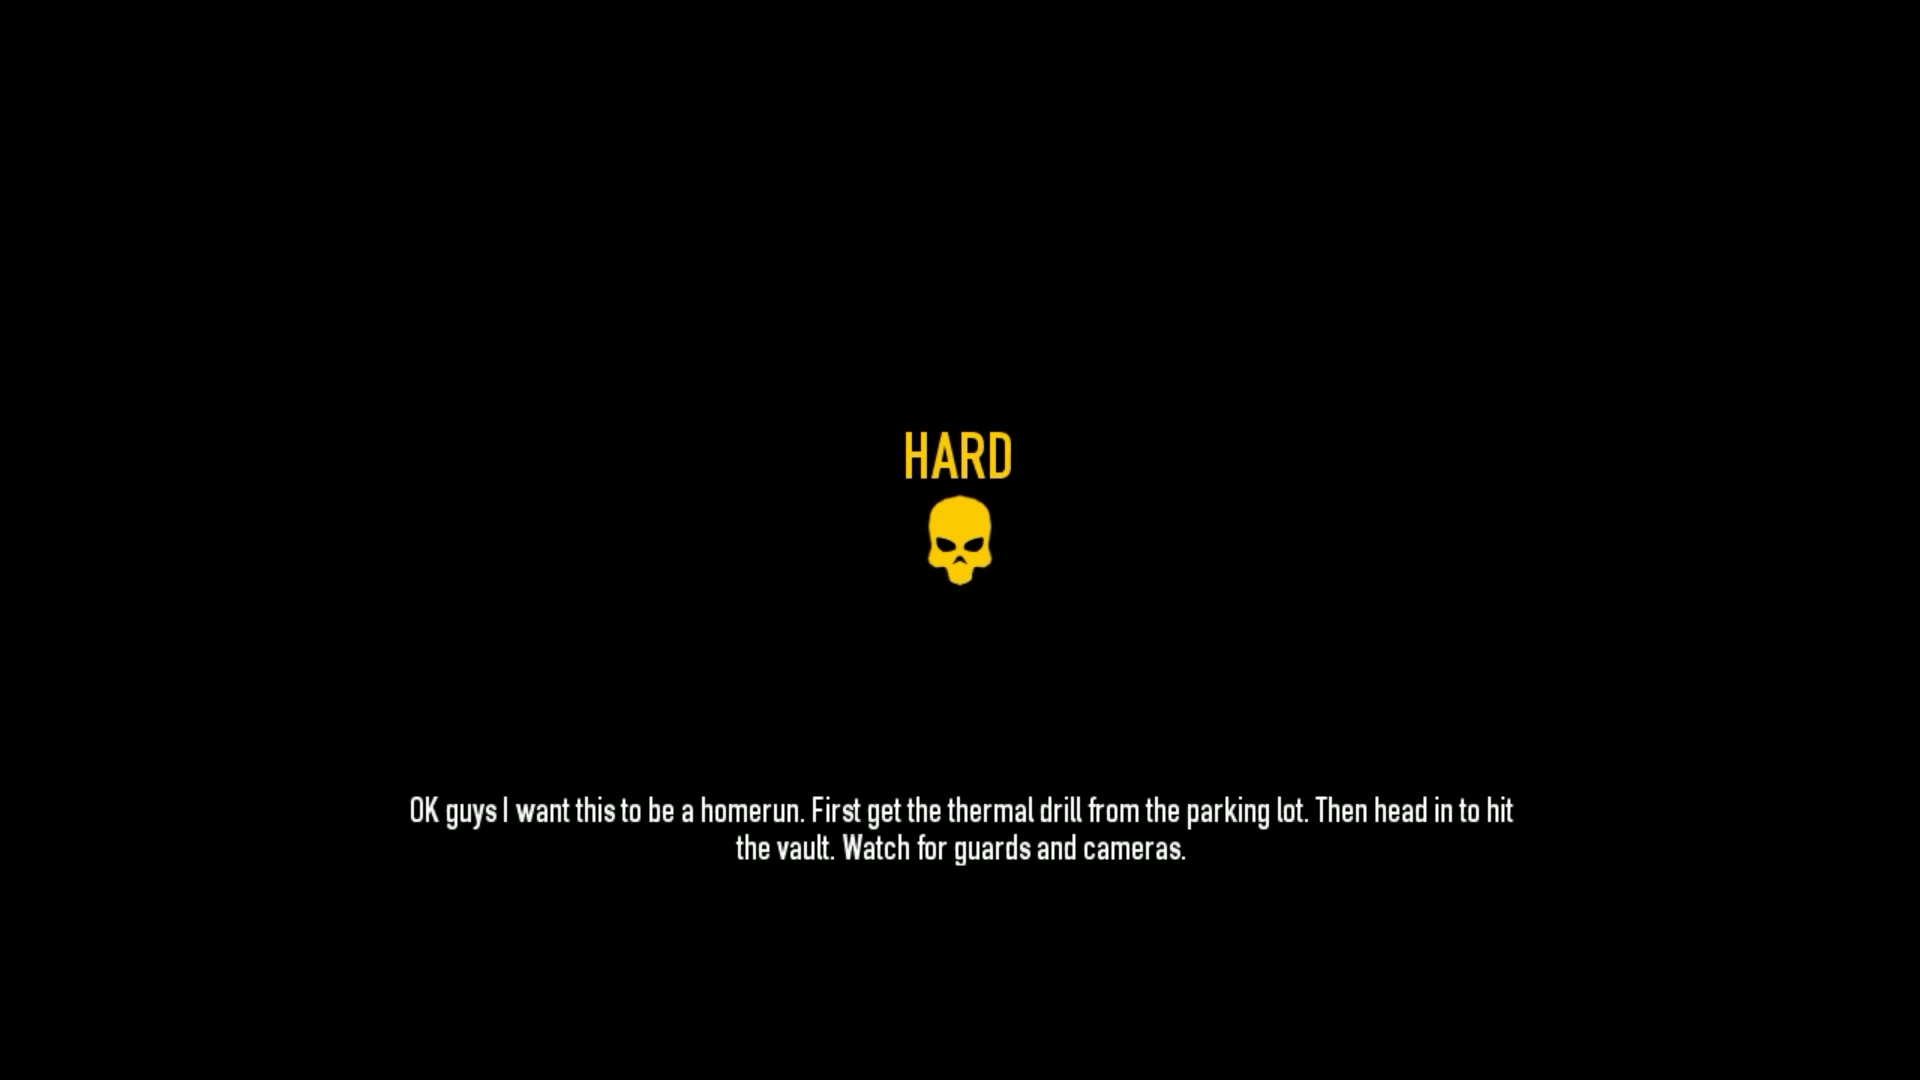 HARD
OK guys I want this to be a homerun. First get the thermal drill from the parking lot. Then head in to hit
the vault. Watch for guards and cameras.